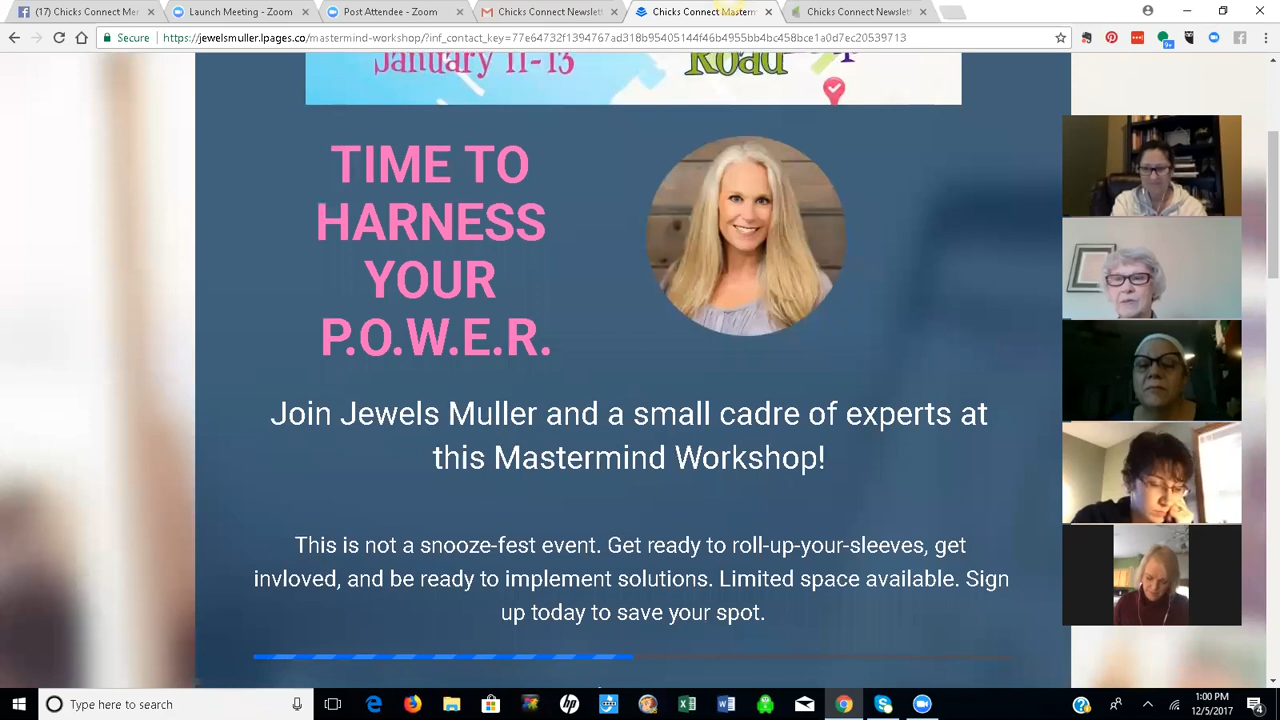 (17) Chicks Connect Mer
Launch Meeting - Zoom
Post Attendee - Zoom
Chicks Connect Newslett
Chicks Connect Masterm
Chicks Connect Newslett
Secure
https://jewelsmuller.lpages.co/mastermind-workshop/?inf_contact_key=77e64732f1394767ad318b95405144f46b4955bb4bc458bce1a0d7ec20539713
9+
January 11-13
Road
TIME TO
HARNESS
YOUR
P.O.W.E.R.
Join Jewels Muller and a small cadre of experts at
this Mastermind Workshop!
This is not a snooze-fest event. Get ready to roll-up-your-sleeves, get
invloved, and be ready to implement solutions. Limited space available. Sign
up today to save your spot.
Type here to search
1:00 PM
12/5/2017